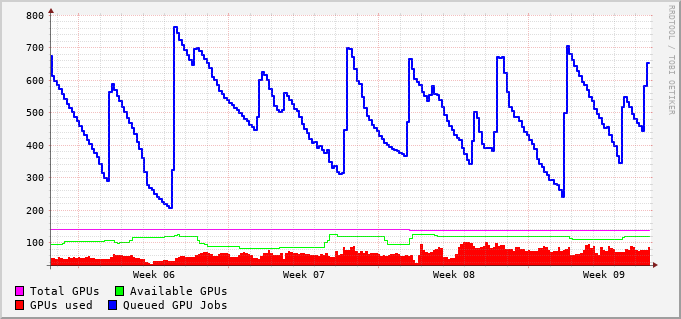 800
700
600
500
400
300
200
100
Week 06 Week 07 Week 08 Week 09
Total GPUs Available GPUs
GPUs used Queued GPU Jobs
RRDTOOL / TOBI OETIKER